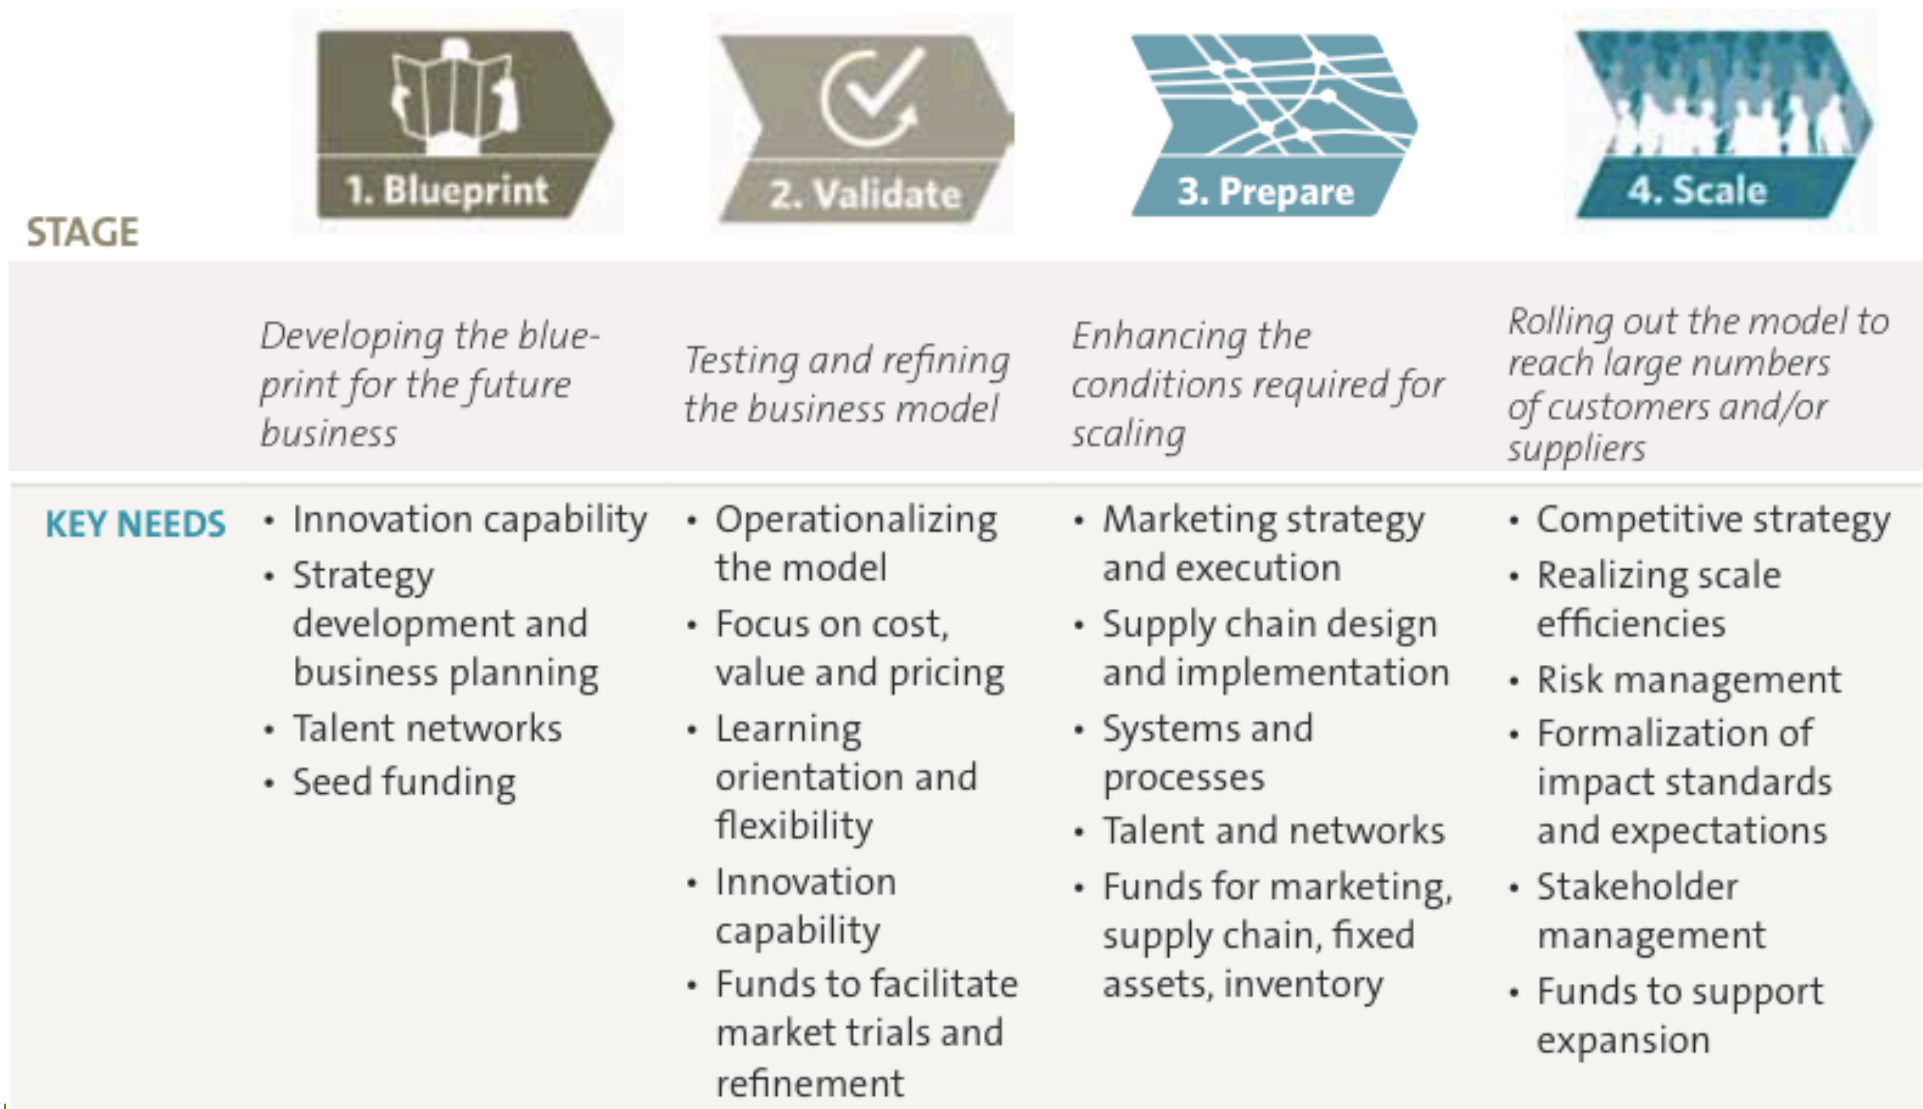 1. Blueprint
2. Validate
3. Prepare
4. Scale
STAGE
Developing the blue-
print for the future
business
Testing and refining
the business model
Enhancing the
conditions required for
scaling
Rolling out the model to
reach large numbers
of customers and/or
suppliers
KEY NEEDS
• Innovation capability
• Strategy
development and
business planning
• Talent networks
• Seed funding
• Operationalizing
the model
• Focus on cost,
value and pricing
• Learning
orientation and
flexibility
• Innovation
capability
• Funds to facilitate
market trials and
refinement
• Marketing strategy
and execution
• Supply chain design
and implementation
• Systems and
processes
• Talent and networks
• Funds for marketing,
supply chain, fixed
assets, inventory
• Competitive strategy
• Realizing scale
efficiencies
• Risk management
• Formalization of
impact standards
and expectations
• Stakeholder
management
• Funds to support
expansion